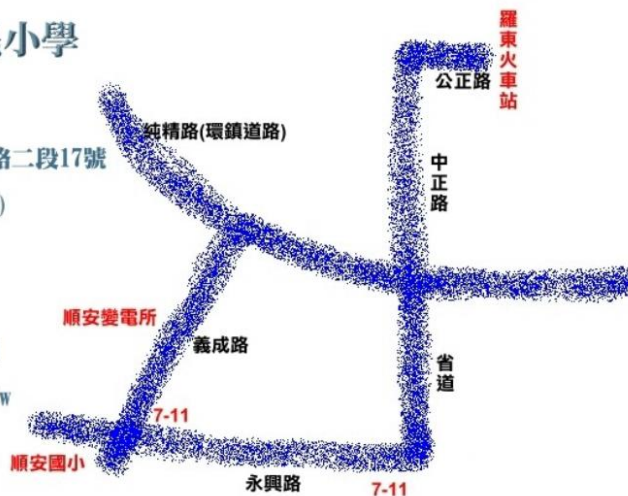 小學
路二段17號
)
w
羅東火車站
公正路
純精路(環鎮道路)
中正路
順安變電所
義成路
省道
7-11
順安國小
永興路
7-11